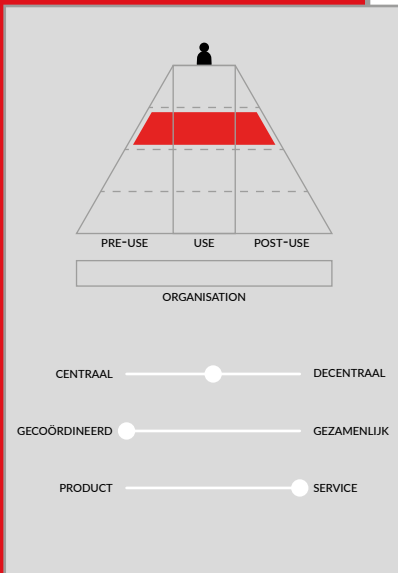 PRE-USE USE POST-USE
ORGANISATION
CENTRAAL DECENTRAAL
GECOÖRDINEERD GEZAMENLIJK
PRODUCT SERVICE